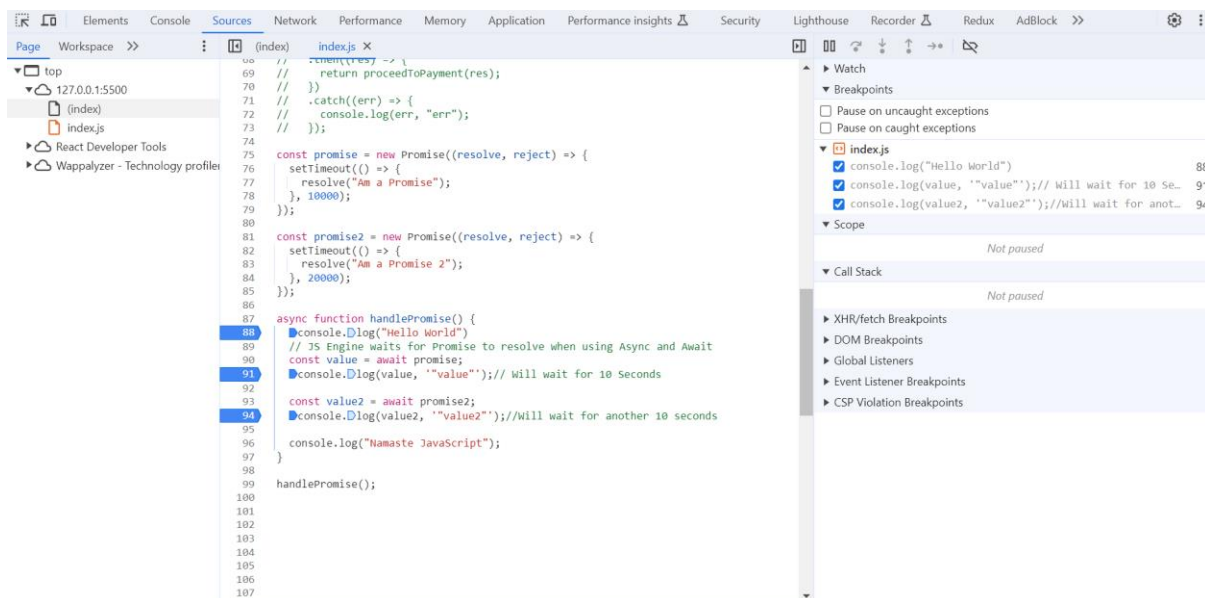 Elements Console Sources Network Performance Memory Application Performance insights Security Lighthouse Recorder Redux AdBlock >>
Page Workspace >>
(index) index.js ×
top
127.0.0.1:5500
(index)
index.js
React Developer Tools
Wappalyzer - Technology profiler
68 // .then((res) => {
69 // return proceedToPayment(res);
70 // })
71 // .catch((err) => {
72 // console.log(err, "err");
73 // });
74
75 const promise = new Promise((resolve, reject) => {
76 setTimeout(() => {
77 resolve("Am a Promise");
78 }, 10000);
79 });
80
81 const promise2 = new Promise((resolve, reject) => {
82 setTimeout(() => {
83 resolve("Am a Promise 2");
84 }, 20000);
85 });
86
87 async function handlePromise() {
88 console.log("Hello World")
89 // JS Engine waits for Promise to resolve when using Async and Await
90 const value = await promise;
91 console.log(value, '"value"');// Will wait for 10 Seconds
92
93 const value2 = await promise2;
94 console.log(value2, '"value2"');//Will wait for another 10 seconds
95
96 console.log("Namaste JavaScript");
97 }
98
99 handlePromise();
100
101
102
103
104
105
106
107
Watch
Breakpoints
Pause on uncaught exceptions
Pause on caught exceptions
index.js
console.log("Hello World") 88
console.log(value, '"value"');// Will wait for 10 Se… 91
console.log(value2, '"value2"');//Will wait for anot… 94
Scope
Not paused
Call Stack
Not paused
XHR/fetch Breakpoints
DOM Breakpoints
Global Listeners
Event Listener Breakpoints
CSP Violation Breakpoints